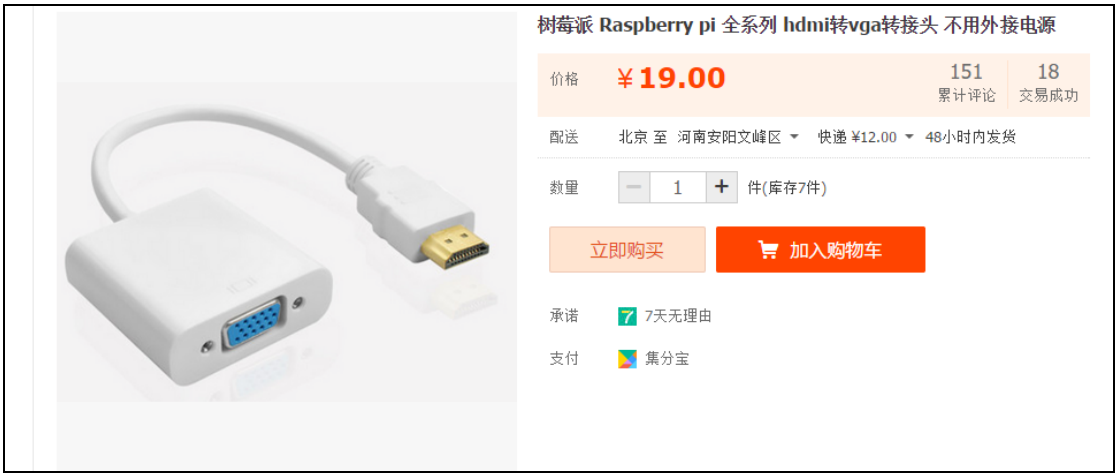 树莓派 Raspberry pi 全系列 hdmi转vga转接头 不用外接电源
价格 ￥19.00 151 18
累计评论 交易成功
配送 北京 至 河南安阳文峰区 快递 ¥12.00 48小时内发货
数量 − 1 + 件(库存7件)
立即购买 加入购物车
承诺 7 7天无理由
支付 集分宝